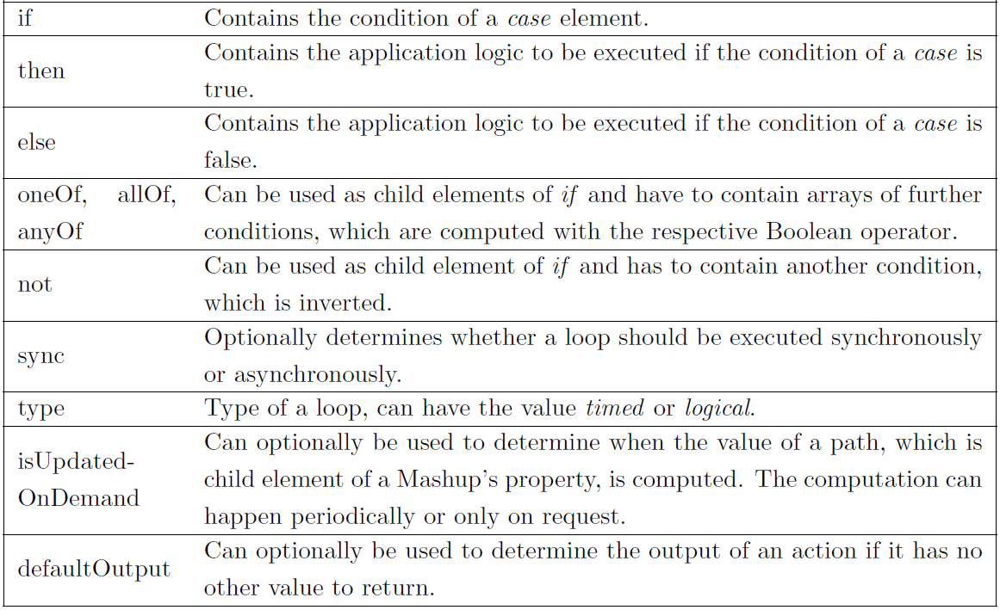 if Contains the condition of a case element.
then Contains the application logic to be executed if the condition of a case is
true.
else Contains the application logic to be executed if the condition of a case is
false.
oneOf, allOf, Can be used as child elements of if and have to contain arrays of further
anyOf conditions, which are computed with the respective Boolean operator.
not Can be used as child element of if and has to contain another condition,
which is inverted.
sync Optionally determines whether a loop should be executed synchronously
or asynchronously.
type Type of a loop, can have the value timed or logical.
isUpdated- Can optionally be used to determine when the value of a path, which is
OnDemand child element of a Mashup's property, is computed. The computation can
happen periodically or only on request.
defaultOutput Can optionally be used to determine the output of an action if it has no
other value to return.